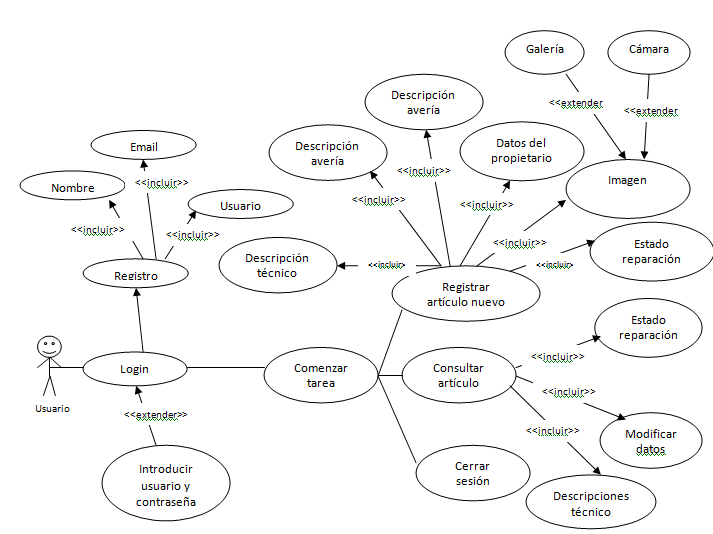 Galería
Cámara
Descripción
avería
<<extender
<<extender
Email
Descripción
avería
Datos del
propietario
<<incluir>>
Nombre
<<incluir>>
<<incluir>>
Imagen
Usuario
<<incluir>>
<<incluir>>
<<incluir>>
<<incluir>>
<<incluir>>
Descripción
técnico
<<incluir>>
Estado
reparación
<<incluir>
<<incluir>
Registro
Registrar
artículo nuevo
Estado
reparación
<<incluir>>
Login
Comenzar
tarea
Consultar
artículo
<<incluir>>
Usuario
<<extender>>
<<incluir>>
Modificar
datos
Introducir
usuario y
contraseña
Cerrar
sesión
Descripciones
técnico